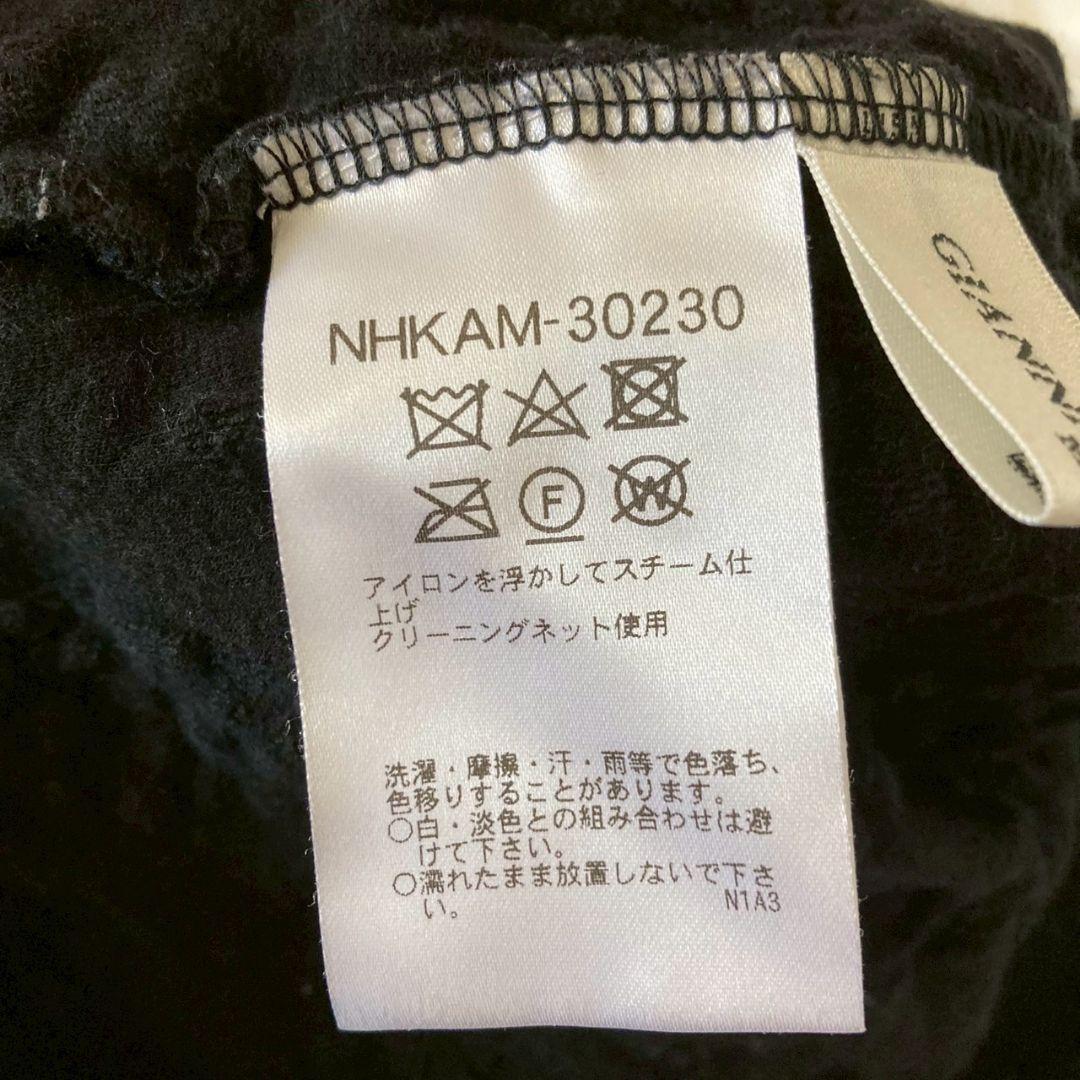 NHKAM-30230
F
W
アイロンを浮かしてスチーム仕
上げ
クリーニングネット使用
洗濯・摩擦・汗・雨等で色落ち、
色移りすることがあります。
○白・淡色との組み合わせは避
けて下さい。
○濡れたまま放置しないで下さ
い。
N1A3